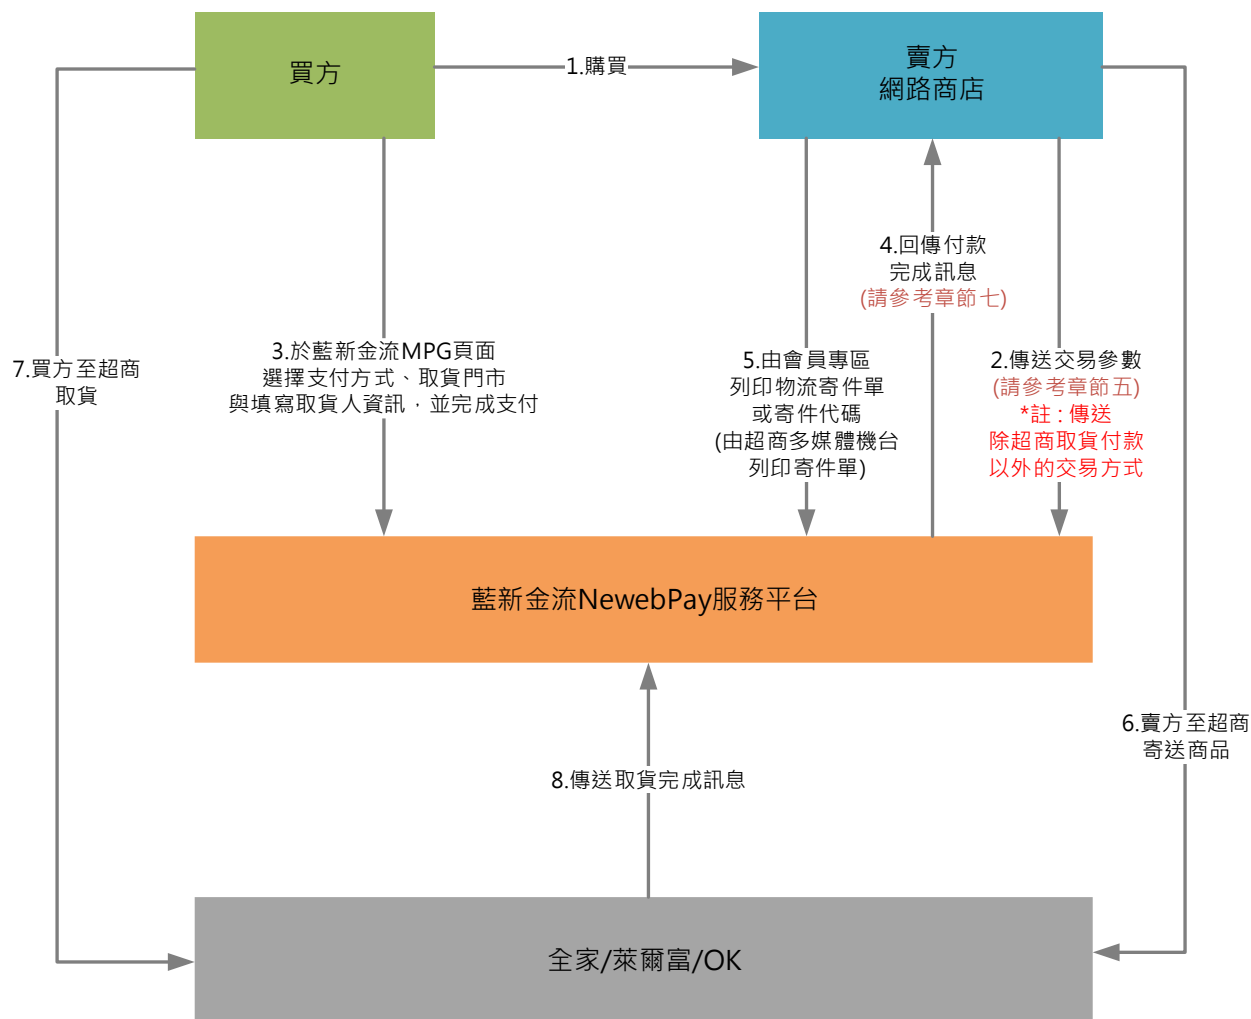 買方
1.購買
賣方
網路商店
4.回傳付款
完成訊息
(請參考章節七)
3.於藍新金流MPG頁面
選擇支付方式、取貨門市
與填寫取貨人資訊，並完成支付
7.買方至超商
取貨
5.由會員專區
列印物流寄件單
或寄件代碼
(由超商多媒體機台
列印寄件單)
2.傳送交易參數
(請參考章節五)
*註：傳送
除超商取貨付款
以外的交易方式
藍新金流NewebPay服務平台
6.賣方至超商
寄送商品
8.傳送取貨完成訊息
全家/萊爾富/OK